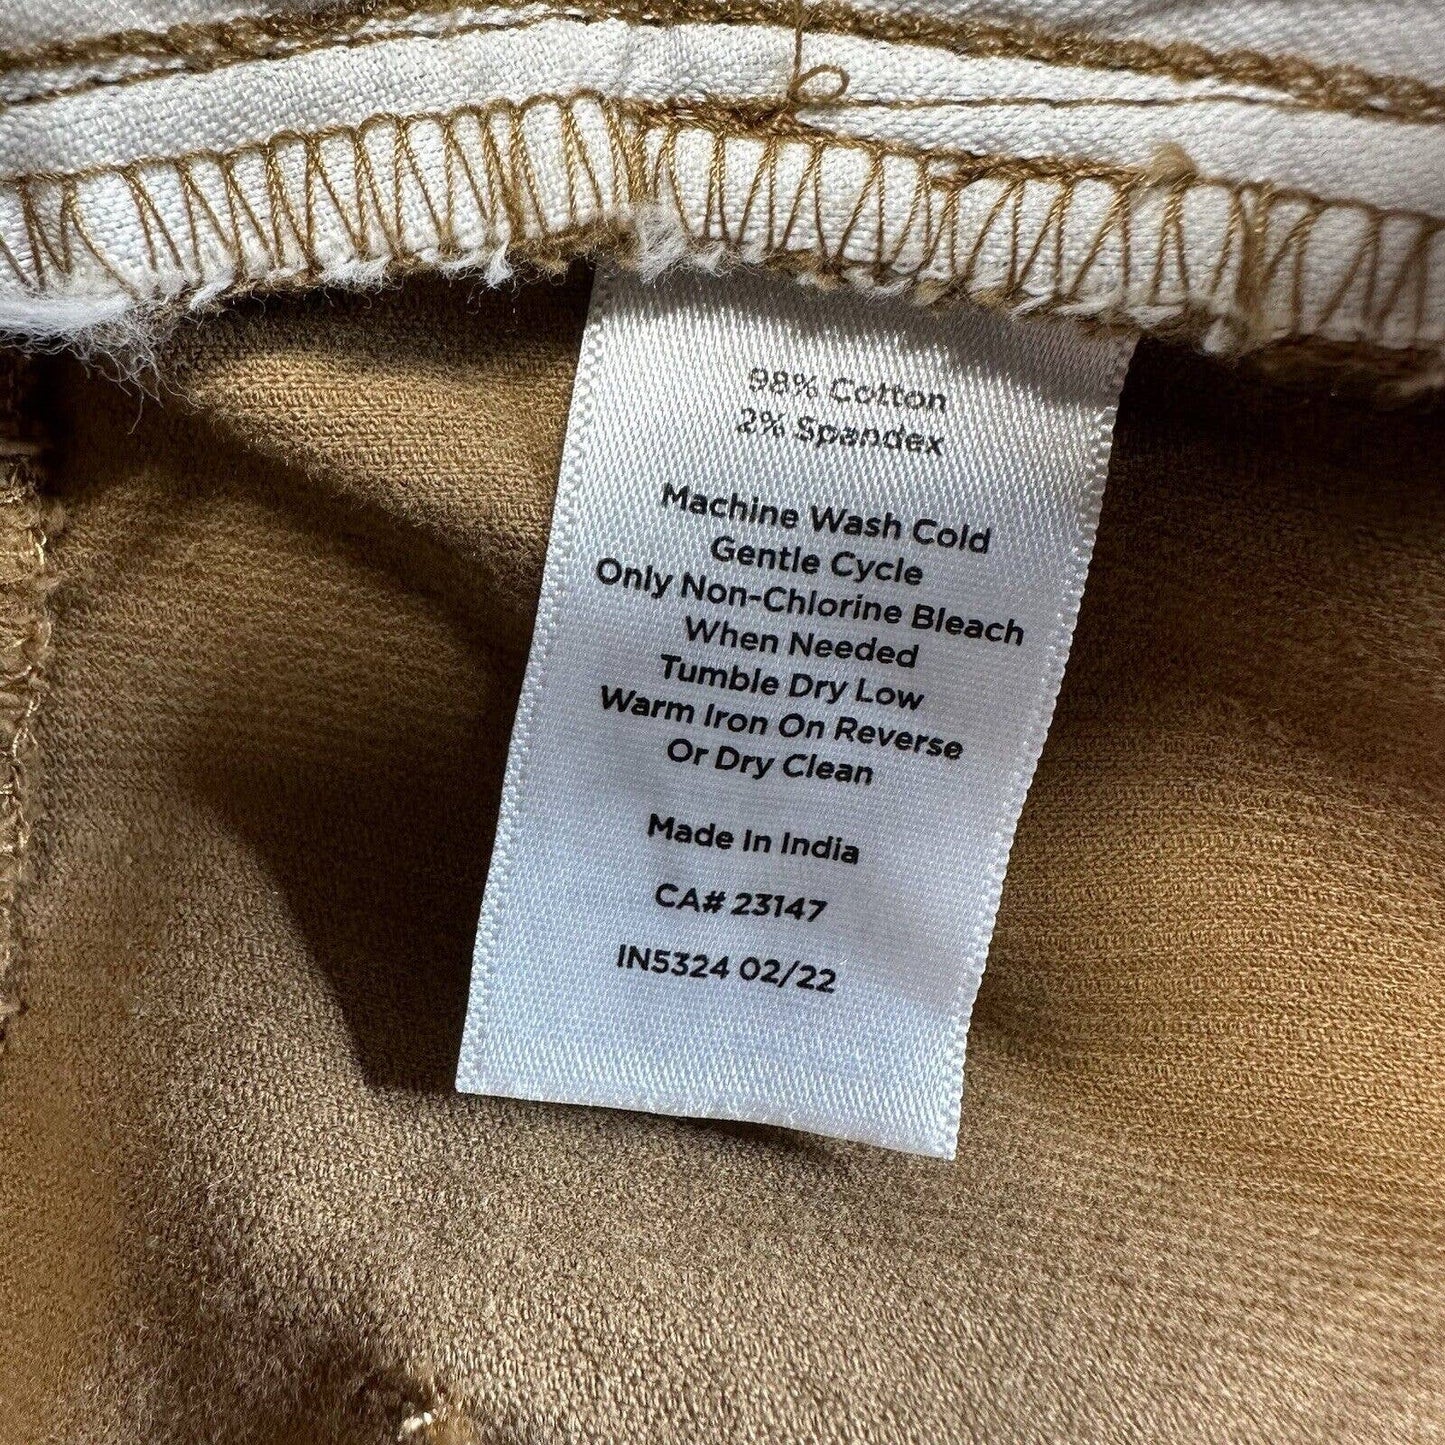 98% Cotton
2% Spandex
Machine Wash Cold
Gentle Cycle
Only Non-Chlorine Bleach
When Needed
Tumble Dry Low
Warm Iron On Reverse
Or Dry Clean
Made In India
CA# 23147
IN5324 02/22